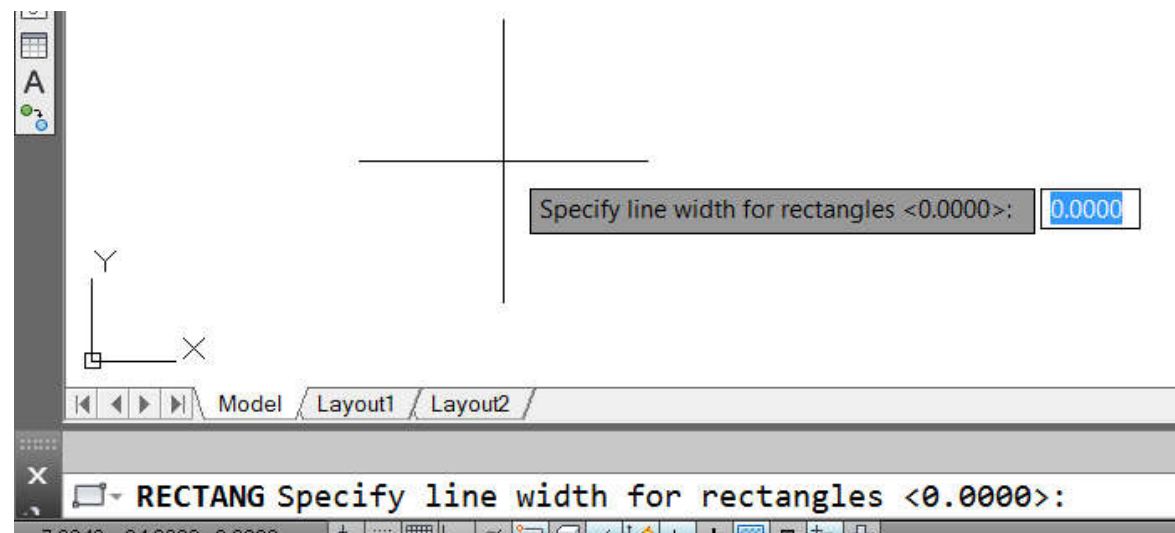 A
Specify line width for rectangles <0.0000>: 0.0000
Y
X
Model Layout1 Layout2
X
RECTANG Specify line width for rectangles <0.0000>: